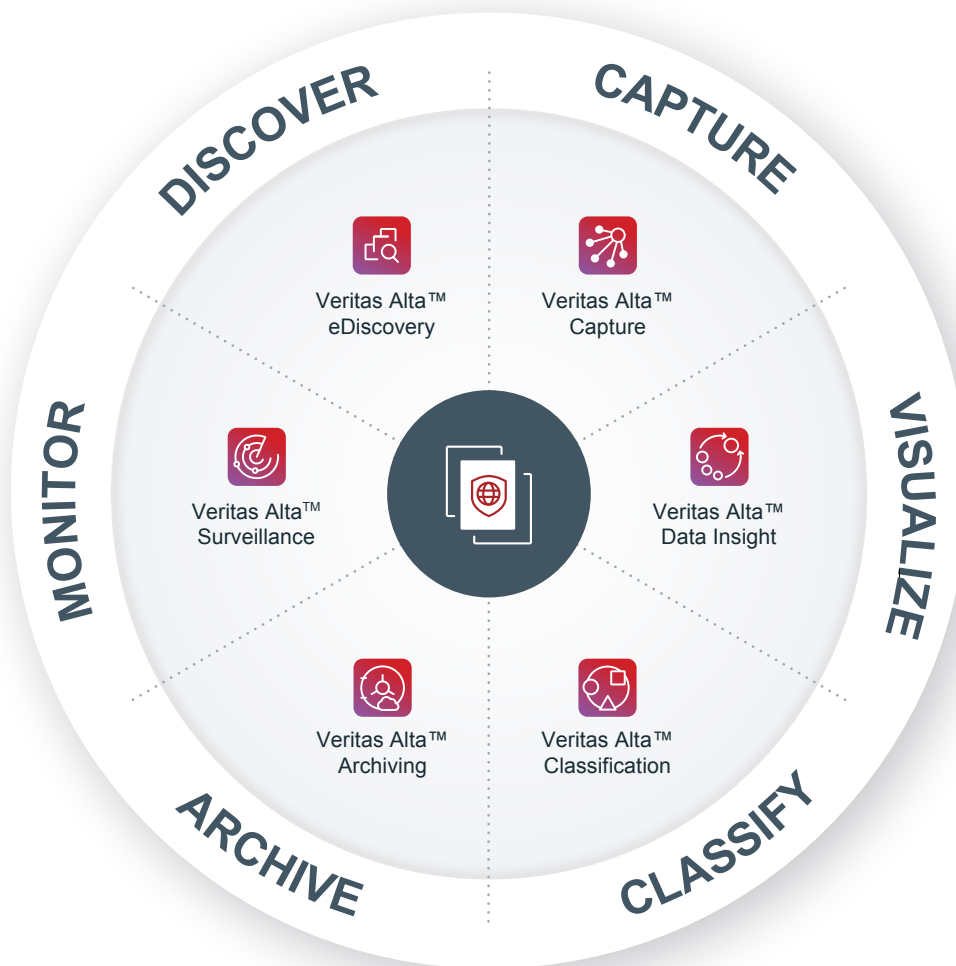 DISCOVER
CAPTURE
Veritas Alta™
eDiscovery
Veritas Alta™
Capture
MONITOR
VISUALIZE
Veritas Alta™
Surveillance
Veritas Alta™
Data Insight
Veritas Alta™
Archiving
Veritas Alta™
Classification
ARCHIVE
CLASSIFY